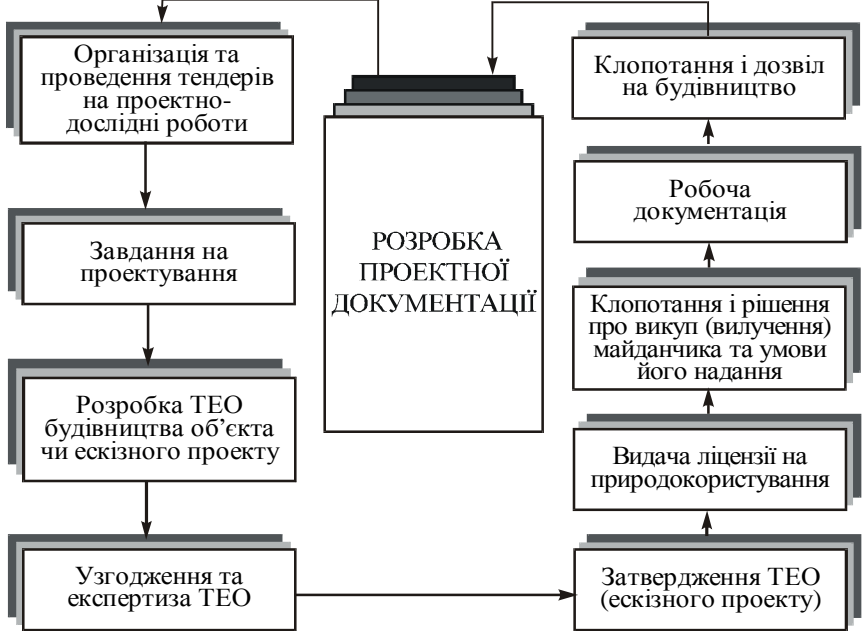 Організація та
проведення тендерів
на проектно-
дослідні роботи
Завдання на
проектування
Розробка ТЕО
будівництва об’єкта
чи ескізного проекту
Узгодження та
експертиза ТЕО
РОЗРОБКА
ПРОЕКТНОЇ
ДОКУМЕНТАЦІЇ
Клопотання і дозвіл
на будівництво
Робоча
документація
Клопотання і рішення
про викуп (вилучення)
майданчика та умови
його надання
Видача ліцензії на
природокористування
Затвердження ТЕО
(ескізного проекту)